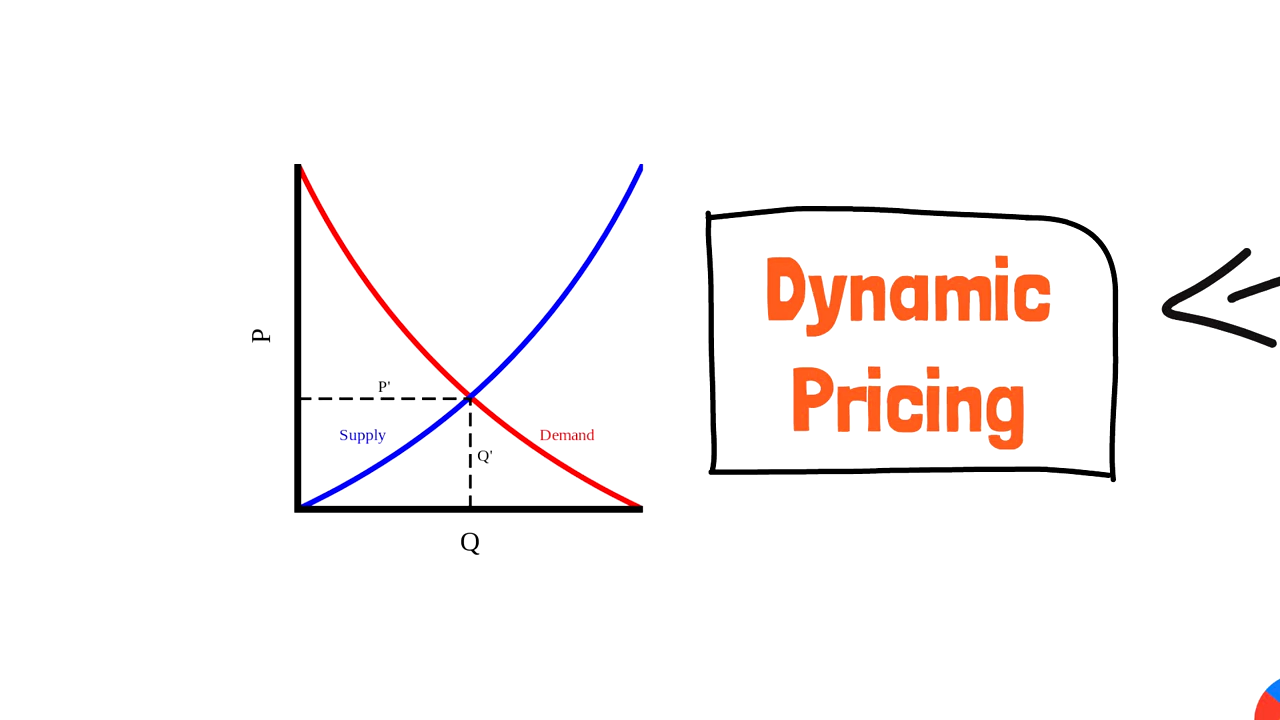 P
P'
Supply
Demand
Q'
Q
Dynamic
Pricing